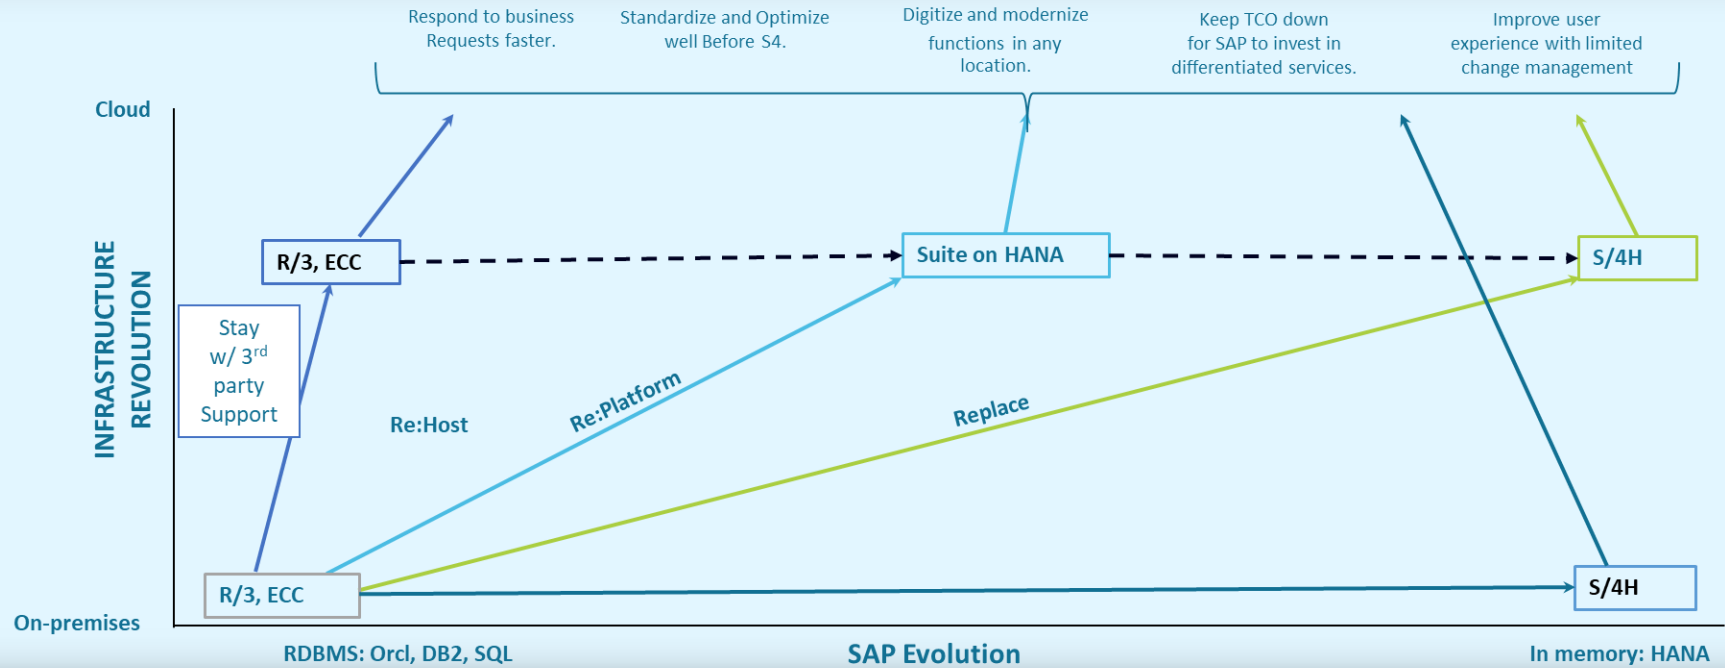 Respond to business
Requests faster.
Standardize and Optimize
well Before S4.
Digitize and modernize
functions in any
location.
Keep TCO down
for SAP to invest in
differentiated services.
Improve user
experience with limited
change management
Cloud
INFRASTRUCTURE
REVOLUTION
R/3, ECC
Suite on HANA
S/4H
Stay
w/ 3rd
party
Support
Re:Host
Re:Platform
Replace
R/3, ECC
S/4H
On-premises
RDBMS: Orcl, DB2, SQL
SAP Evolution
In memory: HANA